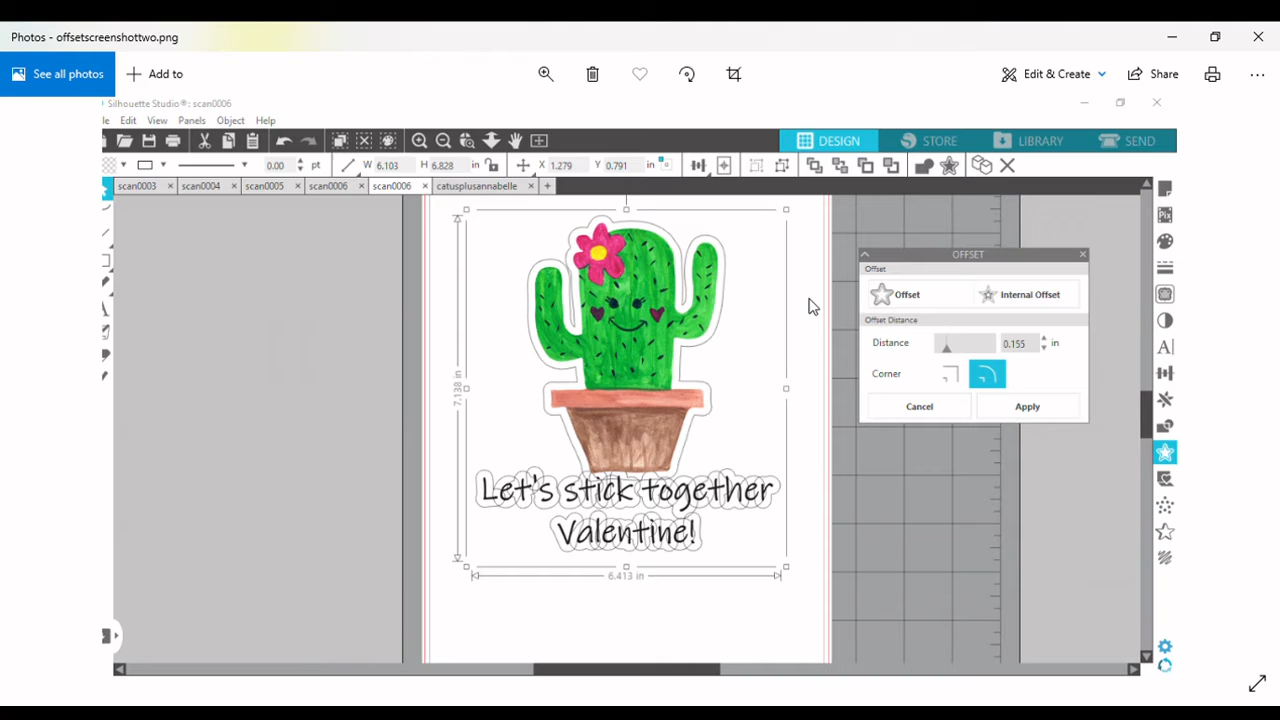 Photos - offsetscreenshottwo.png
See all photos
Add to
Edit & Create
Share
Silhouette Studio®: scan0006
File Edit View Panels Object Help
DESIGN
STORE
LIBRARY
SEND
0.00 pt
W 6.103 H 6.828 in
X 1.279 Y 0.791 in
scan0003
scan0004
scan0005
scan0006
scan0006
catusplusannabelle
OFFSET
Offset
Offset
Internal Offset
Offset Distance
Distance
0.155 in
Corner
Cancel
Apply
7.138 in
Let's stick together
Valentine!
6.413 in